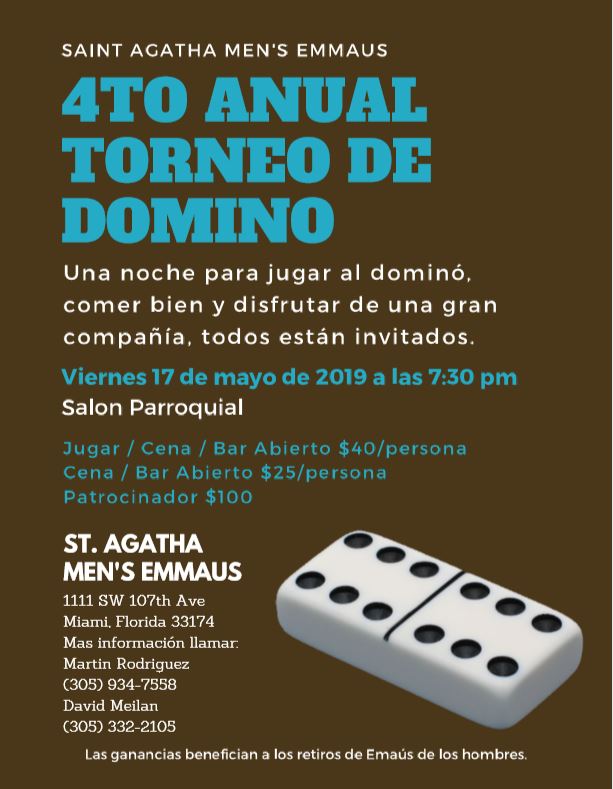 SAINT AGATHA MEN'S EMMAUS
4TO ANUAL
TORNEO DE
DOMINO
Una noche para jugar al dominó,
comer bien y disfrutar de una gran
compañía, todos están invitados.
Viernes 17 de mayo de 2019 a las 7:30 pm
Salon Parroquial
Jugar / Cena / Bar Abierto $40/persona
Cena / Bar Abierto $25/persona
Patrocinador $100
ST. AGATHA
MEN'S EMMAUS
1111 SW 107th Ave
Miami, Florida 33174
Mas información llamar:
Martin Rodriguez
(305) 934-7558
David Meilan
(305) 332-2105
Las ganancias benefician a los retiros de Emaús de los hombres.